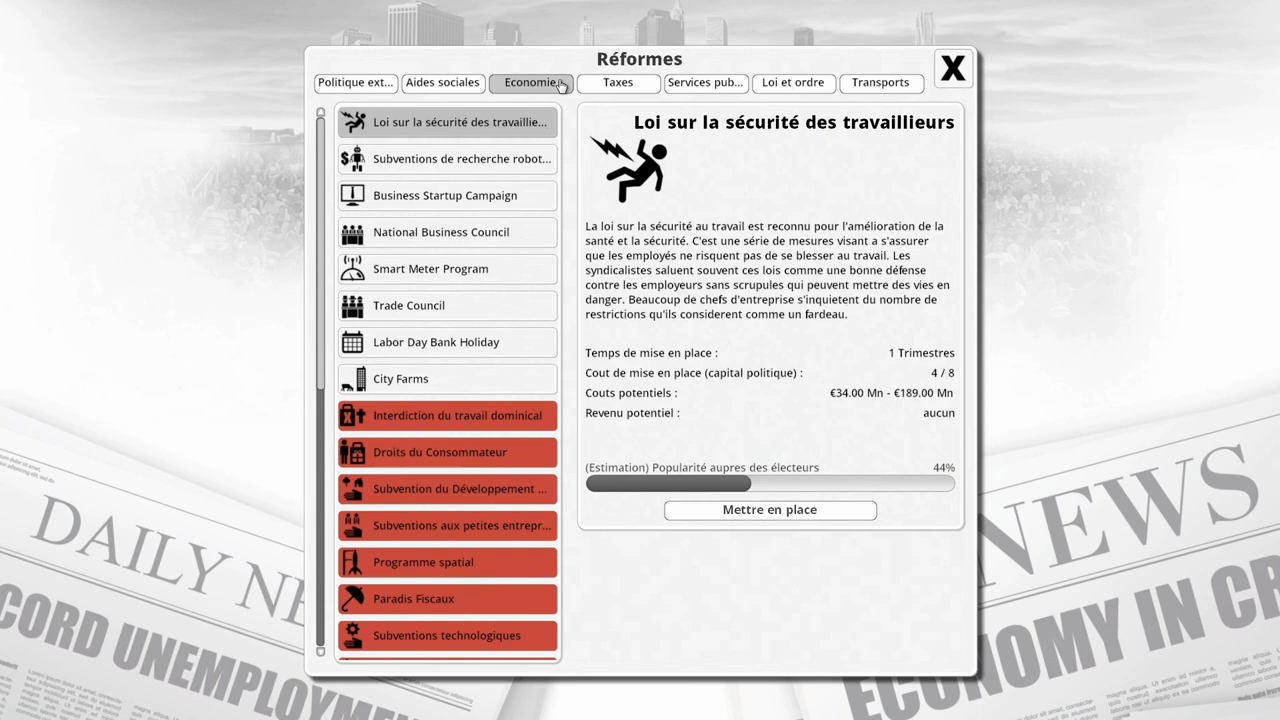 Réformes
X
Politique ext...
Aides sociales
Economie
Taxes
Services pub...
Loi et ordre
Transports
Loi sur la sécurité des travaillie...
Subventions de recherche robot...
Business Startup Campaign
National Business Council
Smart Meter Program
Trade Council
Labor Day Bank Holiday
City Farms
Interdiction du travail dominical
Droits du Consommateur
Subvention du Développement ...
Subventions aux petites entrepr...
Programme spatial
Paradis Fiscaux
Subventions technologiques
Loi sur la sécurité des travaillieurs
La loi sur la sécurité au travail est reconnu pour l'amélioration de la
santé et la sécurité. C'est une série de mesures visant a s'assurer
que les employés ne risquent pas de se blesser au travail. Les
syndicalistes saluent souvent ces lois comme une bonne défense
contre les employeurs sans scrupules qui peuvent mettre des vies en
danger. Beaucoup de chefs d'entreprise s'inquietent du nombre de
restrictions qu'ils considerent comme un fardeau.
Temps de mise en place : 1 Trimestres
Cout de mise en place (capital politique) : 4 / 8
Couts potentiels : €34.00 Mn - €189.00 Mn
Revenu potentiel : aucun
(Estimation) Popularité aupres des électeurs 44%
Mettre en place
DAILY NE
CORD UNEMPLOYM
NEWS
ECONOMY IN CR